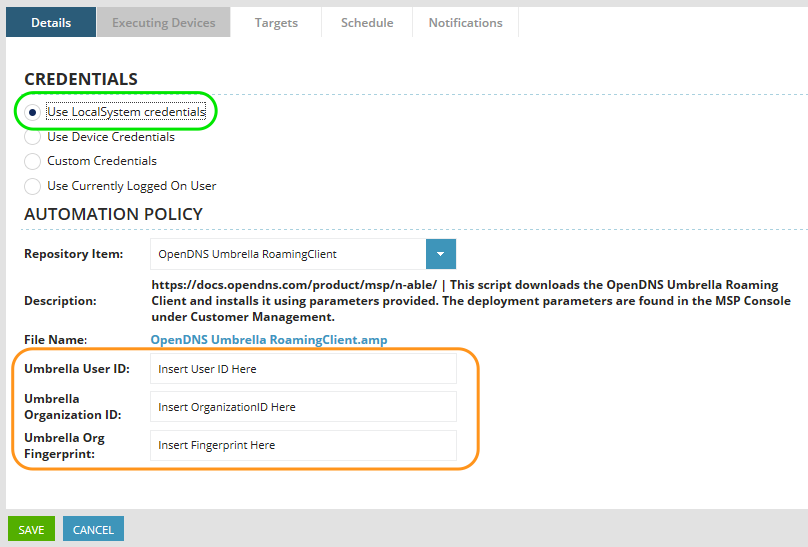 Details Executing Devices Targets Schedule Notifications
CREDENTIALS
Use LocalSystem credentials
Use Device Credentials
Custom Credentials
Use Currently Logged On User
AUTOMATION POLICY
Repository Item: OpenDNS Umbrella RoamingClient
https://docs.opendns.com/product/msp/n-able/ | This script downloads the OpenDNS Umbrella Roaming
Description: Client and installs it using parameters provided. The deployment parameters are found in the MSP Console
under Customer Management.
File Name: OpenDNS Umbrella RoamingClient.amp
Umbrella User ID: Insert User ID Here
Umbrella
Organization ID: Insert OrganizationID Here
Umbrella Org
Fingerprint: Insert Fingerprint Here
SAVE CANCEL